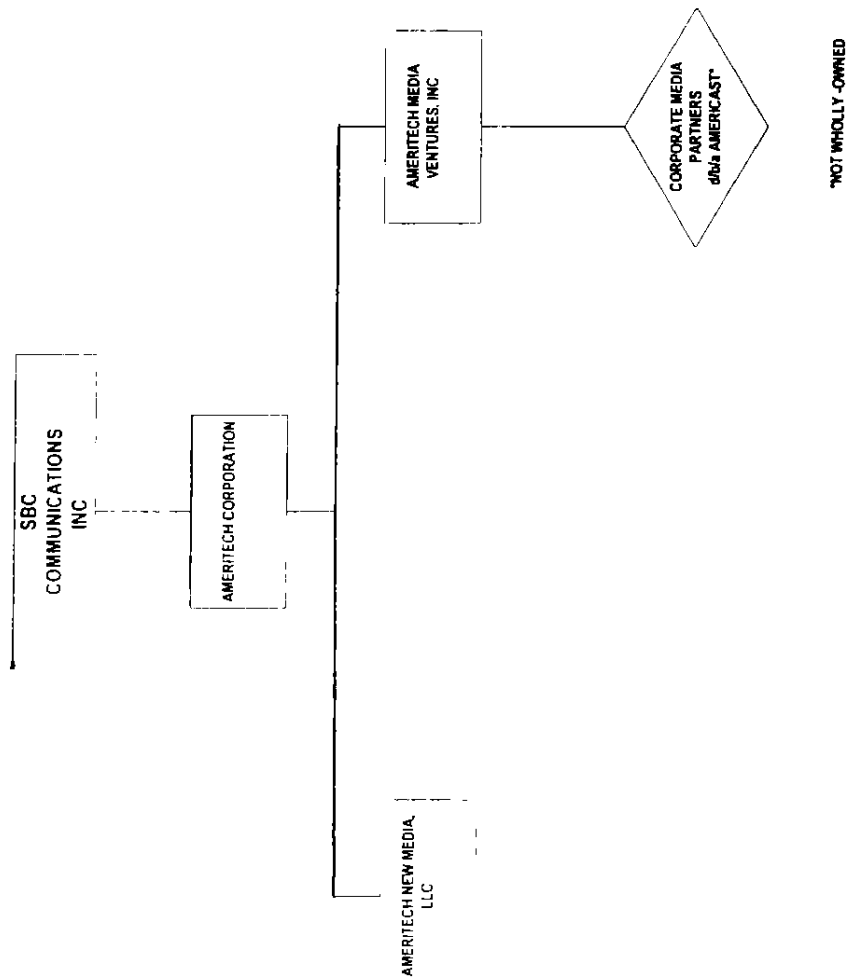 SBC
COMMUNICATIONS
INC
AMERITECH CORPORATION
AMERITECH NEW MEDIA,
LLC
AMERITECH MEDIA
VENTURES, INC
CORPORATE MEDIA
PARTNERS
d/b/a AMERICAST*
*NOT WHOLLY-OWNED